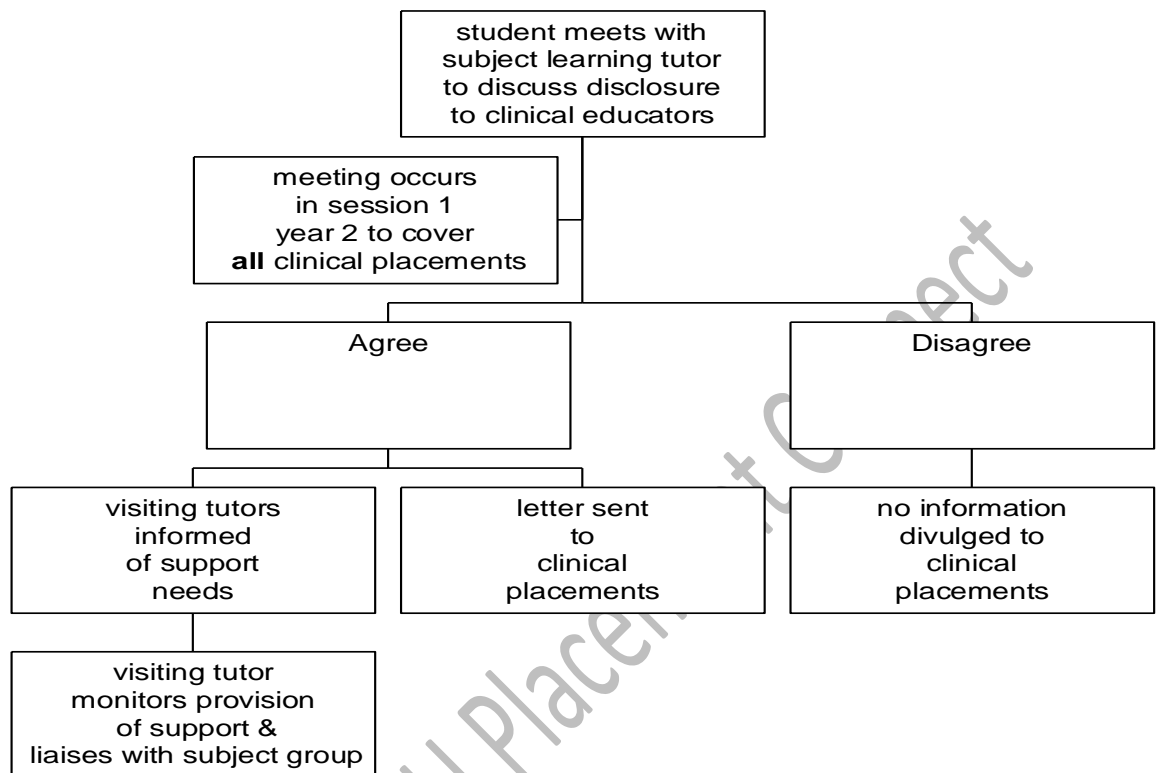 student meets with
subject learning tutor
to discuss disclosure
to clinical educators
meeting occurs
in session 1
year 2 to cover
all clinical placements
Agree
Disagree
visiting tutors
informed
of support
needs
letter sent
to
clinical
placements
no information
divulged to
clinical
placements
visiting tutor
monitors provision
of support &
liaises with subject group